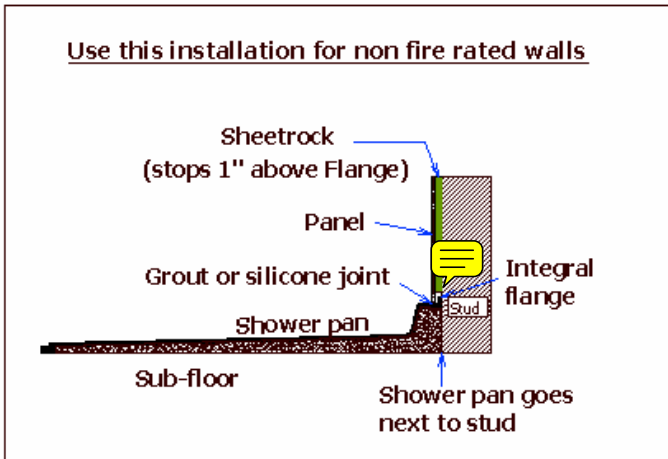 Use this installation for non fire rated walls
Sheetrock
(stops 1" above Flange)
Panel
Grout or silicone joint
Integral
flange
Stud
Shower pan
Sub-floor
Shower pan goes
next to stud